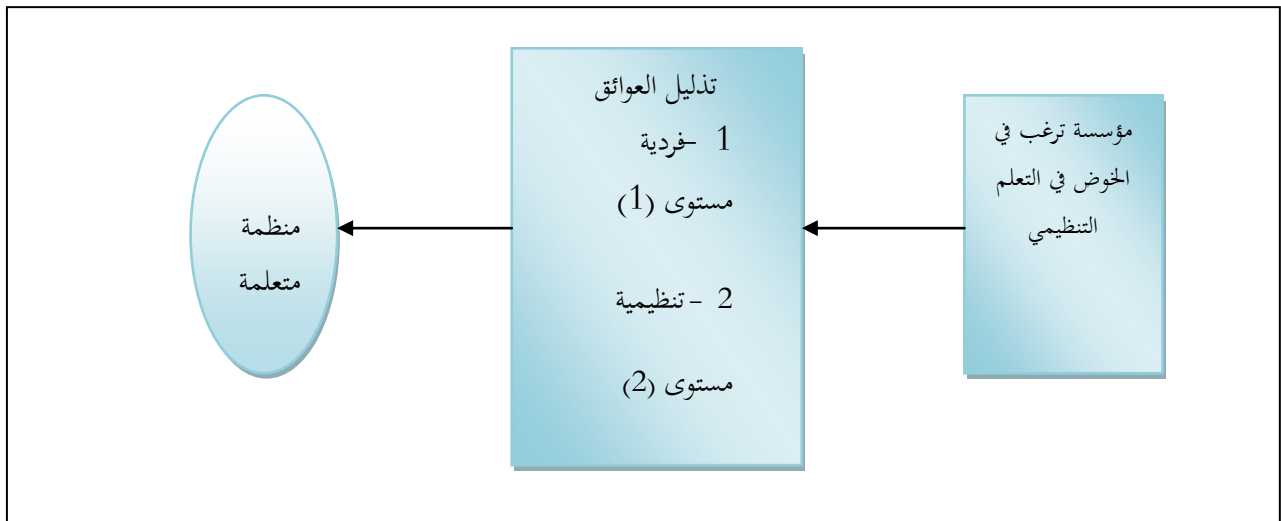 مؤسسة ترغب في
الخوض في التعلم
التنظيمي
تذليل العوائق
1 -فردية
مستوى (1)
2 - تنظيمية
مستوى (2)
منظمة
متعلمة